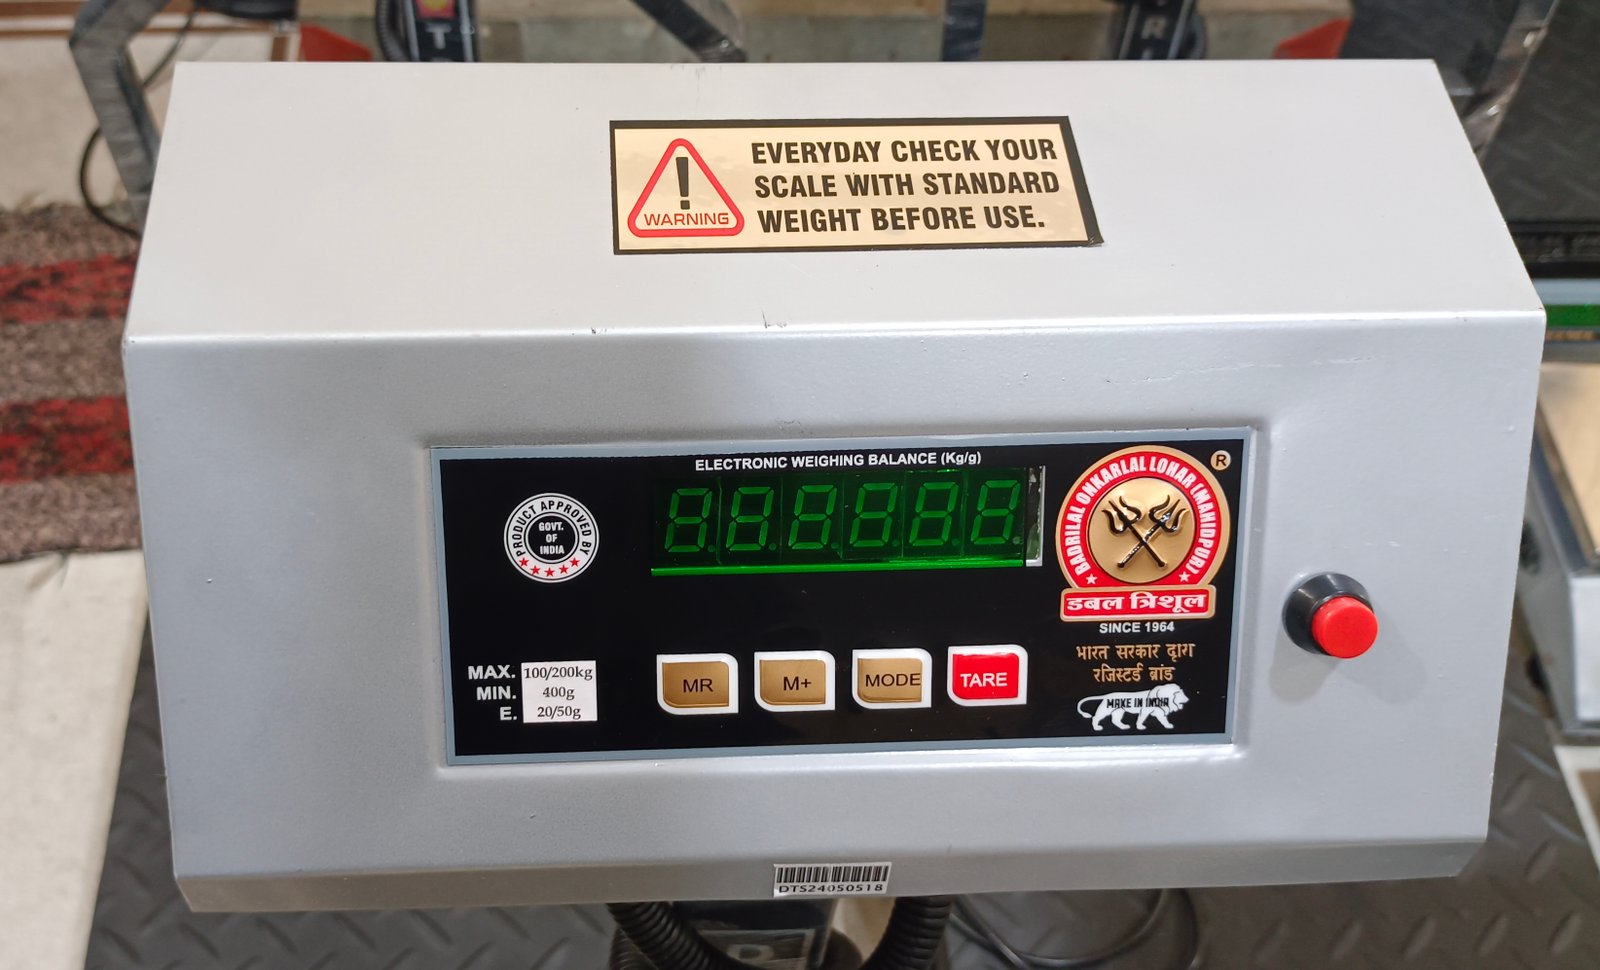 EVERYDAY CHECK YOUR
SCALE WITH STANDARD
WEIGHT BEFORE USE.
WARNING
ELECTRONIC WEIGHING BALANCE (Kg/g)
PRODUCT APPROVED BY
GOVT.
OF
INDIA
BADRILAL ONKARLAL LOHAR (MAHIDPUR)
®
डबल त्रिशूल
SINCE 1964
भारत सरकार द्वारा
रजिस्टर्ड ब्रांड
MAKE IN INDIA
MAX. 100/200kg
MIN. 400g
E. 20/50g
MR
M+
MODE
TARE
DTS24050518